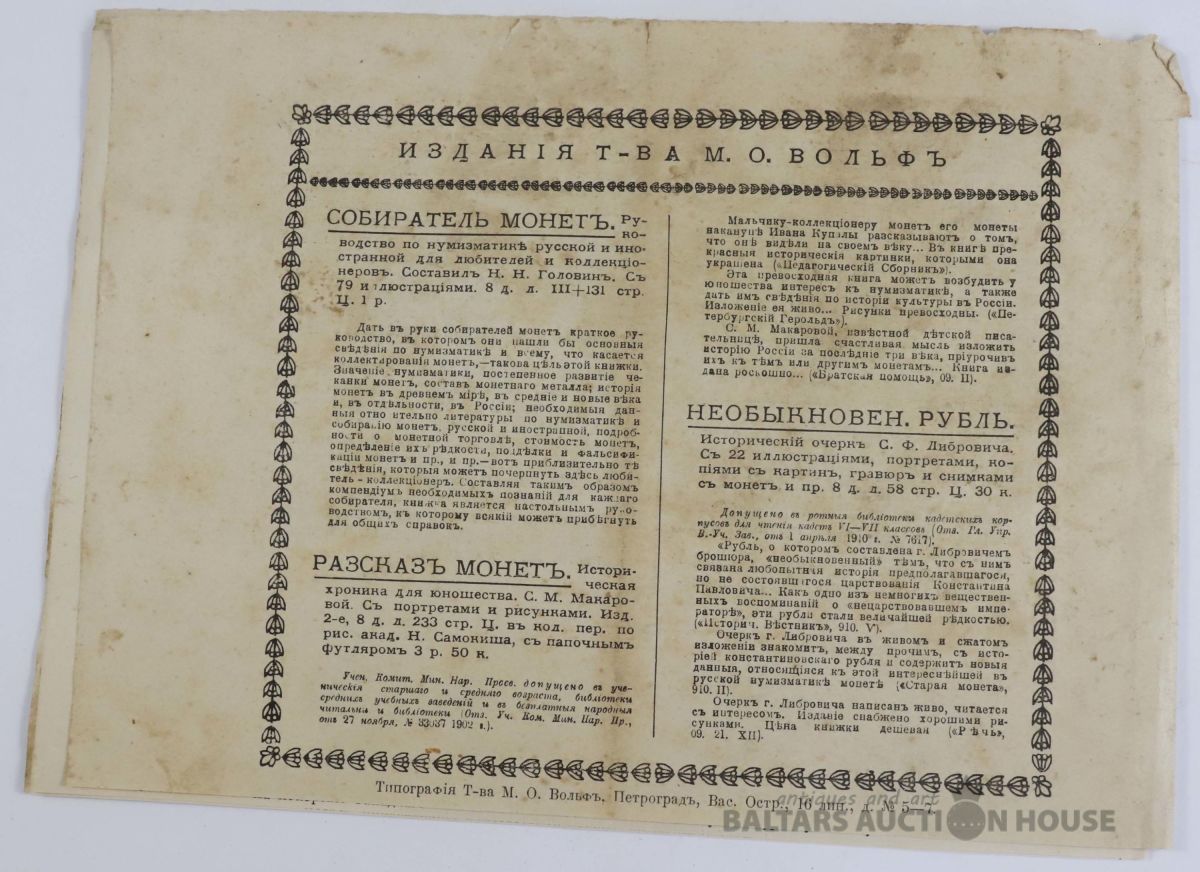 ИЗДАНІЯ Т-ВА М. О. ВОЛЬФЪ
СОБИРАТЕЛЬ МОНЕТЪ. Ру-
ко-
водство по нумизматикѣ русской и ино-
странной для любителей и коллекціо-
неровъ. Составилъ Н. Н. Головинъ. Съ
79 иллюстраціями. 8 д. л. III+131 стр.
Ц. 1 р.
Дать въ руки собирателей монетъ краткое ру-
ководство, въ которомъ они нашли бы основныя
свѣдѣнія по нумизматикѣ и всему, что касается
коллектированія монетъ,—такова цѣль этой книжки.
Значеніе нумизматики, постепенное развитіе че-
канки монетъ, составъ монетнаго металла; исторія
монетъ въ древнемъ мірѣ, въ средніе и новые вѣка
и, въ отдѣльности, въ Россіи; необходимыя дан-
ныя отно ительно литературы по нумизматикѣ и
собиранію монетъ, русской и иностранной, подроб-
ности о монетной торговлѣ, стоимость монетъ,
опредѣленіе ихъ рѣдкости, поддѣлки и фальсифи-
каціи монетъ и пр., и пр.—вотъ приблизительно тѣ
свѣдѣнія, которыя можетъ почерпнуть здѣсь люби-
тель - коллекціонеръ. Составляя такимъ образомъ
компендіумъ необходимыхъ познаній для каждаго
собирателя, книжка является настольнымъ руко-
водствомъ, къ которому всякій можетъ прибѣгнуть
для общихъ справокъ.
РАЗСКАЗЪ МОНЕТЪ. Истори-
ческая
хроника для юношества. С. М. Макаро-
вой. Съ портретами и рисунками. Изд.
2-е, 8 д. л. 233 стр. Ц. въ кол. пер. по
рис. акад. Н. Самокиша, съ папочнымъ
футляромъ 3 р. 50 к.
Учен. Комит. Мин. Нар. Просв. допущено въ уче-
ническія старшаго и средняго возраста, библіотеки
среднихъ учебныхъ заведеній и въ безплатныя народныя
читальни и библіотеки (Отз. Уч. Ком. Мин. Нар. Пр.,
отъ 27 ноября, № 33037 1902 г.).
Мальчику-коллекціонеру монетъ его монеты
наканунѣ Ивана Купалы разсказываютъ о томъ,
что онѣ видѣли на своемъ вѣку... Въ книгѣ пре-
красныя историческія картинки, которыми она
украшена («Педагогическій Сборникъ»).
Эта превосходная книга можетъ возбудить у
юношества интересъ къ нумизматикѣ, а также
дать имъ свѣдѣнія по исторіи культуры въ Россіи.
Изложеніе ея живо... Рисунки превосходны. («Пе-
тербургскій Герольдъ»).
С. М. Макаровой, извѣстной дѣтской писа-
тельницѣ, пришла счастливая мысль изложить
исторію Россіи за послѣдніе три вѣка, пріурочивъ
ихъ къ тѣмъ или другимъ монетамъ... Книга из-
дана роскошно... («Братская помощь», 09. II).
НЕОБЫКНОВЕН. РУБЛЬ.
Историческій очеркъ С. Ф. Либровича.
Съ 22 иллюстраціями, портретами, ко-
піями съ картинъ, гравюръ и снимками
съ монетъ и пр. 8 д. л. 58 стр. Ц. 30 к.
Допущено въ ротныя библіотеки кадетскихъ кор-
пусовъ для чтенія кадетъ VI—VII классовъ (Отз. Гл. Упр.
В.-Уч. Зав., отъ 1 апрѣля 1910 г. № 7617).
«Рубль, о которомъ составлена г. Либровичемъ
брошюра, «необыкновенный» тѣмъ, что съ нимъ
связана любопытная исторія предполагавшагося,
но не состоявшагося царствованія Константина
Павловича... Какъ одно изъ немногихъ веществен-
ныхъ воспоминаній о «нецарствовавшемъ импе-
раторѣ», эти рубли стали величайшей рѣдкостью.
(«Историч. Вѣстникъ», 910. V).
Очеркъ г. Либровича въ живомъ и сжатомъ
изложеніи знакомитъ, между прочимъ, съ исто-
ріей константиновскаго рубля и содержитъ новыя
данныя, относящіяся къ этой интереснѣйшей въ
русской нумизматикѣ монетѣ («Старая монета»,
910. II).
Очеркъ г. Либровича написанъ живо, читается
съ интересомъ. Изданіе снабжено хорошими ри-
сунками. Цѣна книжки дешевая («Рѣчь»,
09. 21. XII).
Типографія Т-ва М. О. Вольфъ, Петроградъ, Вас. Остр., 16 лин., д. № 5—7.
antiques and art
BALTARS AUCTION HOUSE